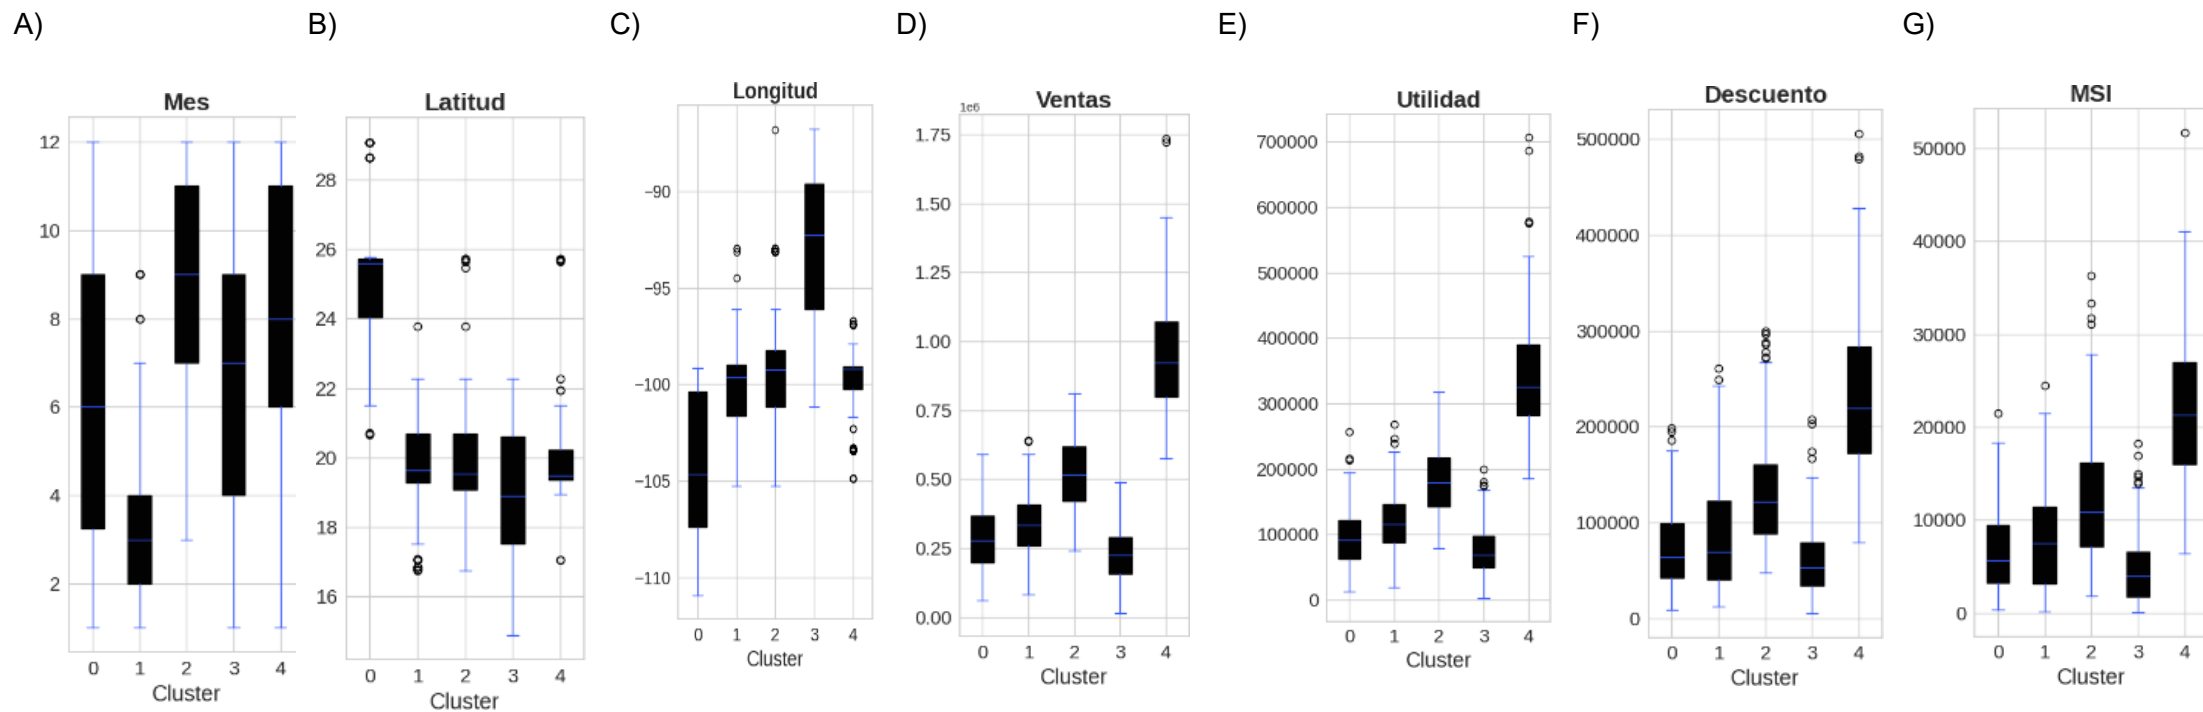 A)
Mes
12
10
8
6
4
2
0 1 2 3 4
Cluster
B)
Latitud
28
26
24
22
20
18
16
0 1 2 3 4
Cluster
C)
Longitud
−90
−95
−100
−105
−110
0 1 2 3 4
Cluster
D)
1e6
Ventas
1.75
1.50
1.25
1.00
0.75
0.50
0.25
0.00
0 1 2 3 4
Cluster
E)
Utilidad
700000
600000
500000
400000
300000
200000
100000
0
0 1 2 3 4
Cluster
F)
Descuento
500000
400000
300000
200000
100000
0
0 1 2 3 4
Cluster
G)
MSI
50000
40000
30000
20000
10000
0
0 1 2 3 4
Cluster